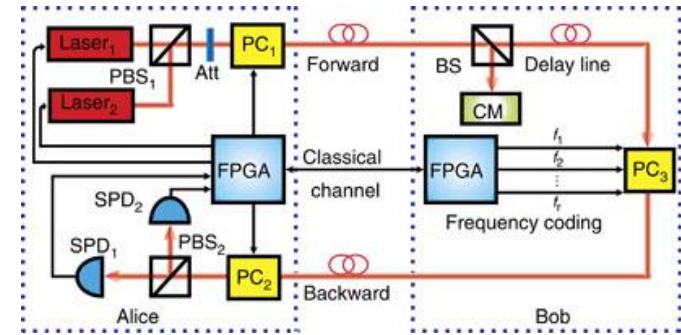 Laser₁
PBS₁
Att
PC₁
Forward
BS
Delay line
Laser₂
CM
FPGA
Classical
channel
FPGA
f₁
f₂
⋮
fᵣ
PC₃
SPD₂
Frequency coding
SPD₁
PBS₂
PC₂
Backward
Alice
Bob